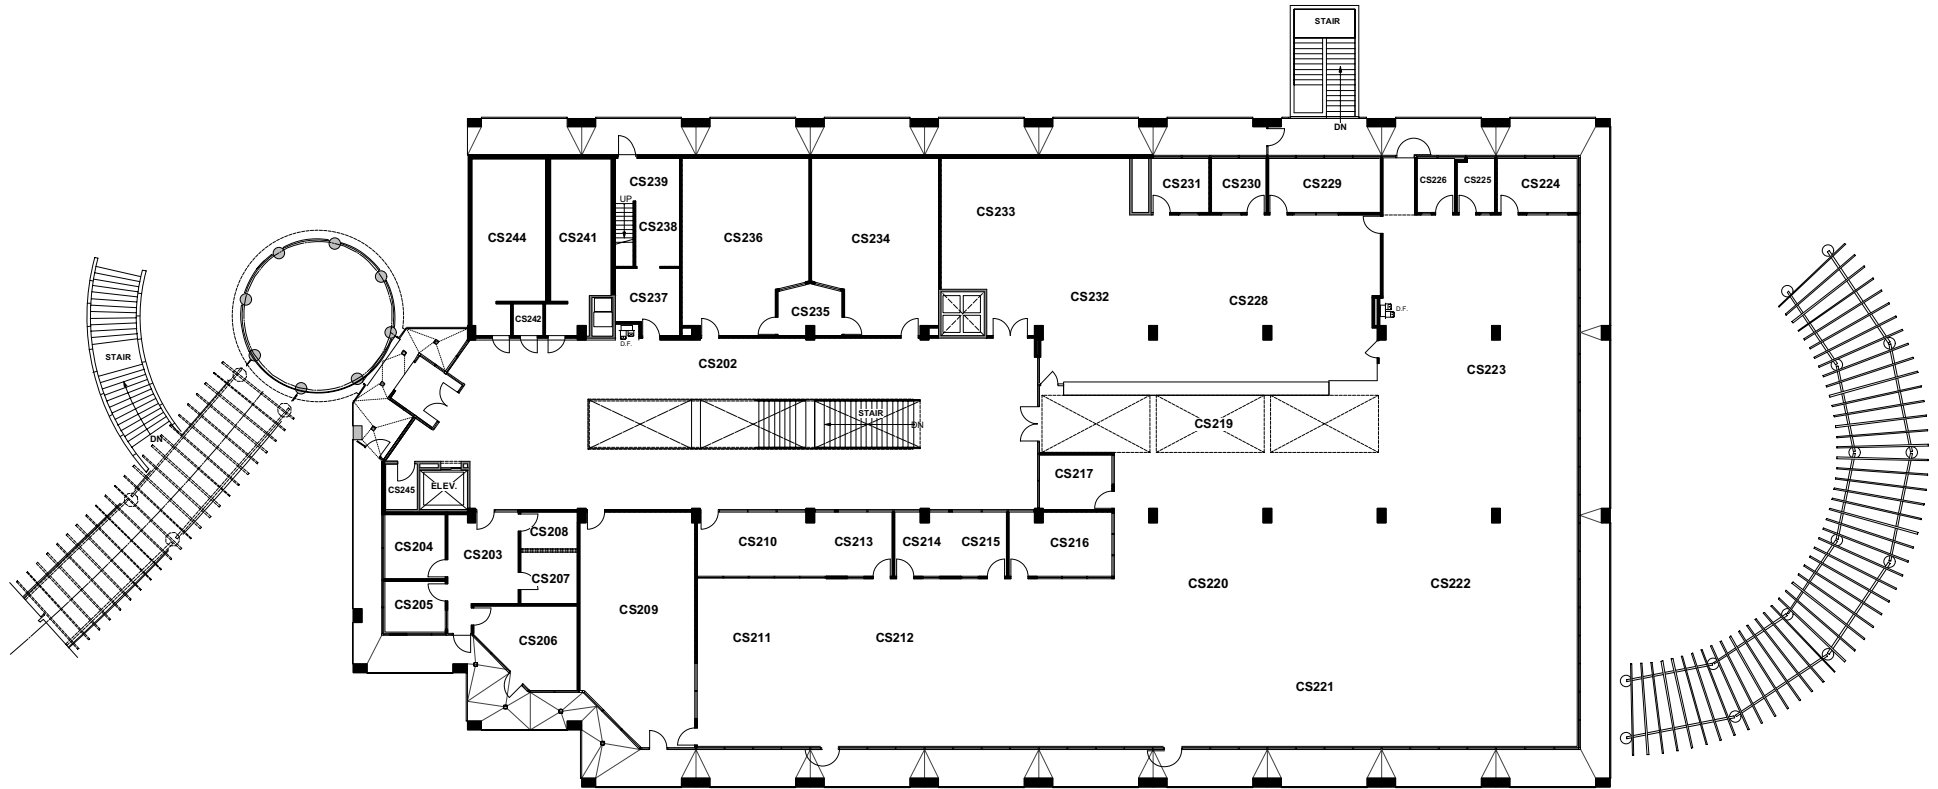 STAIR
DN
CS239
UP
CS238
CS244
CS241
CS236
CS234
CS233
CS231
CS230
CS229
CS226
CS225
CS224
CS237
CS235
CS242
CS232
CS228
D.F.
D.F.
STAIR
DN
CS202
CS223
STAIR
DN
CS219
CS217
CS245
ELEV.
CS204
CS203
CS208
CS207
CS205
CS206
CS209
CS210
CS213
CS214
CS215
CS216
CS220
CS222
CS211
CS212
CS221